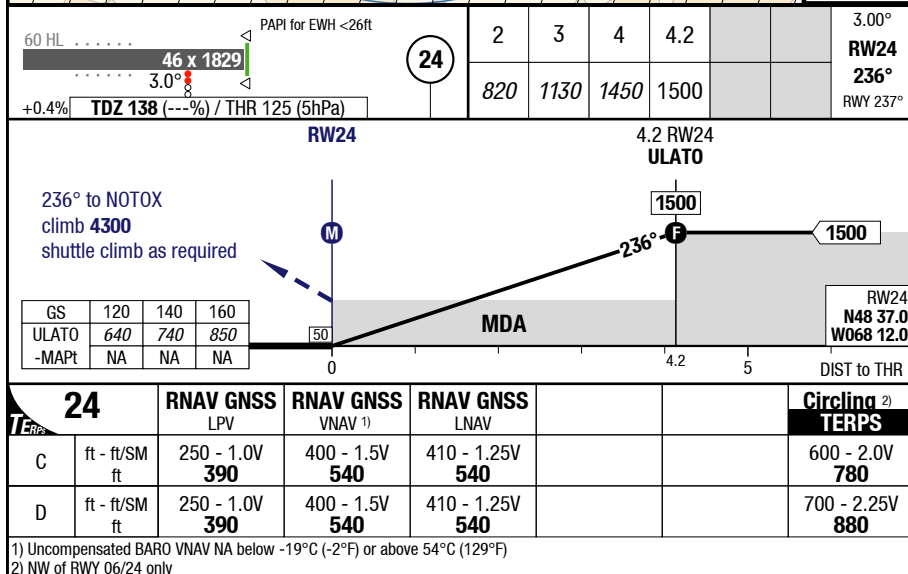 PAPI for EWH <26ft
60 HL
46 x 1829
3.0°
+0.4% TDZ 138 (---%) / THR 125 (5hPa)
24
2 3 4 4.2
820 1130 1450 1500
3.00°
RW24
236°
RWY 237°
RW24
4.2 RW24
ULATO
1500
236° to NOTOX
climb 4300
shuttle climb as required
M
236°
F
1500
GS 120 140 160
ULATO 640 740 850
-MAPt NA NA NA
50
MDA
RW24
N48 37.0
W068 12.0
0 4.2 5 DIST to THR
TERPS 24 RNAV GNSS LPV RNAV GNSS VNAV 1) RNAV GNSS LNAV Circling 2) TERPS
C ft - ft/SM 250 - 1.0V 400 - 1.5V 410 - 1.25V 600 - 2.0V
ft 390 540 540 780
D ft - ft/SM 250 - 1.0V 400 - 1.5V 410 - 1.25V 700 - 2.25V
ft 390 540 540 880
1) Uncompensated BARO VNAV NA below -19°C (-2°F) or above 54°C (129°F)
2) NW of RWY 06/24 only